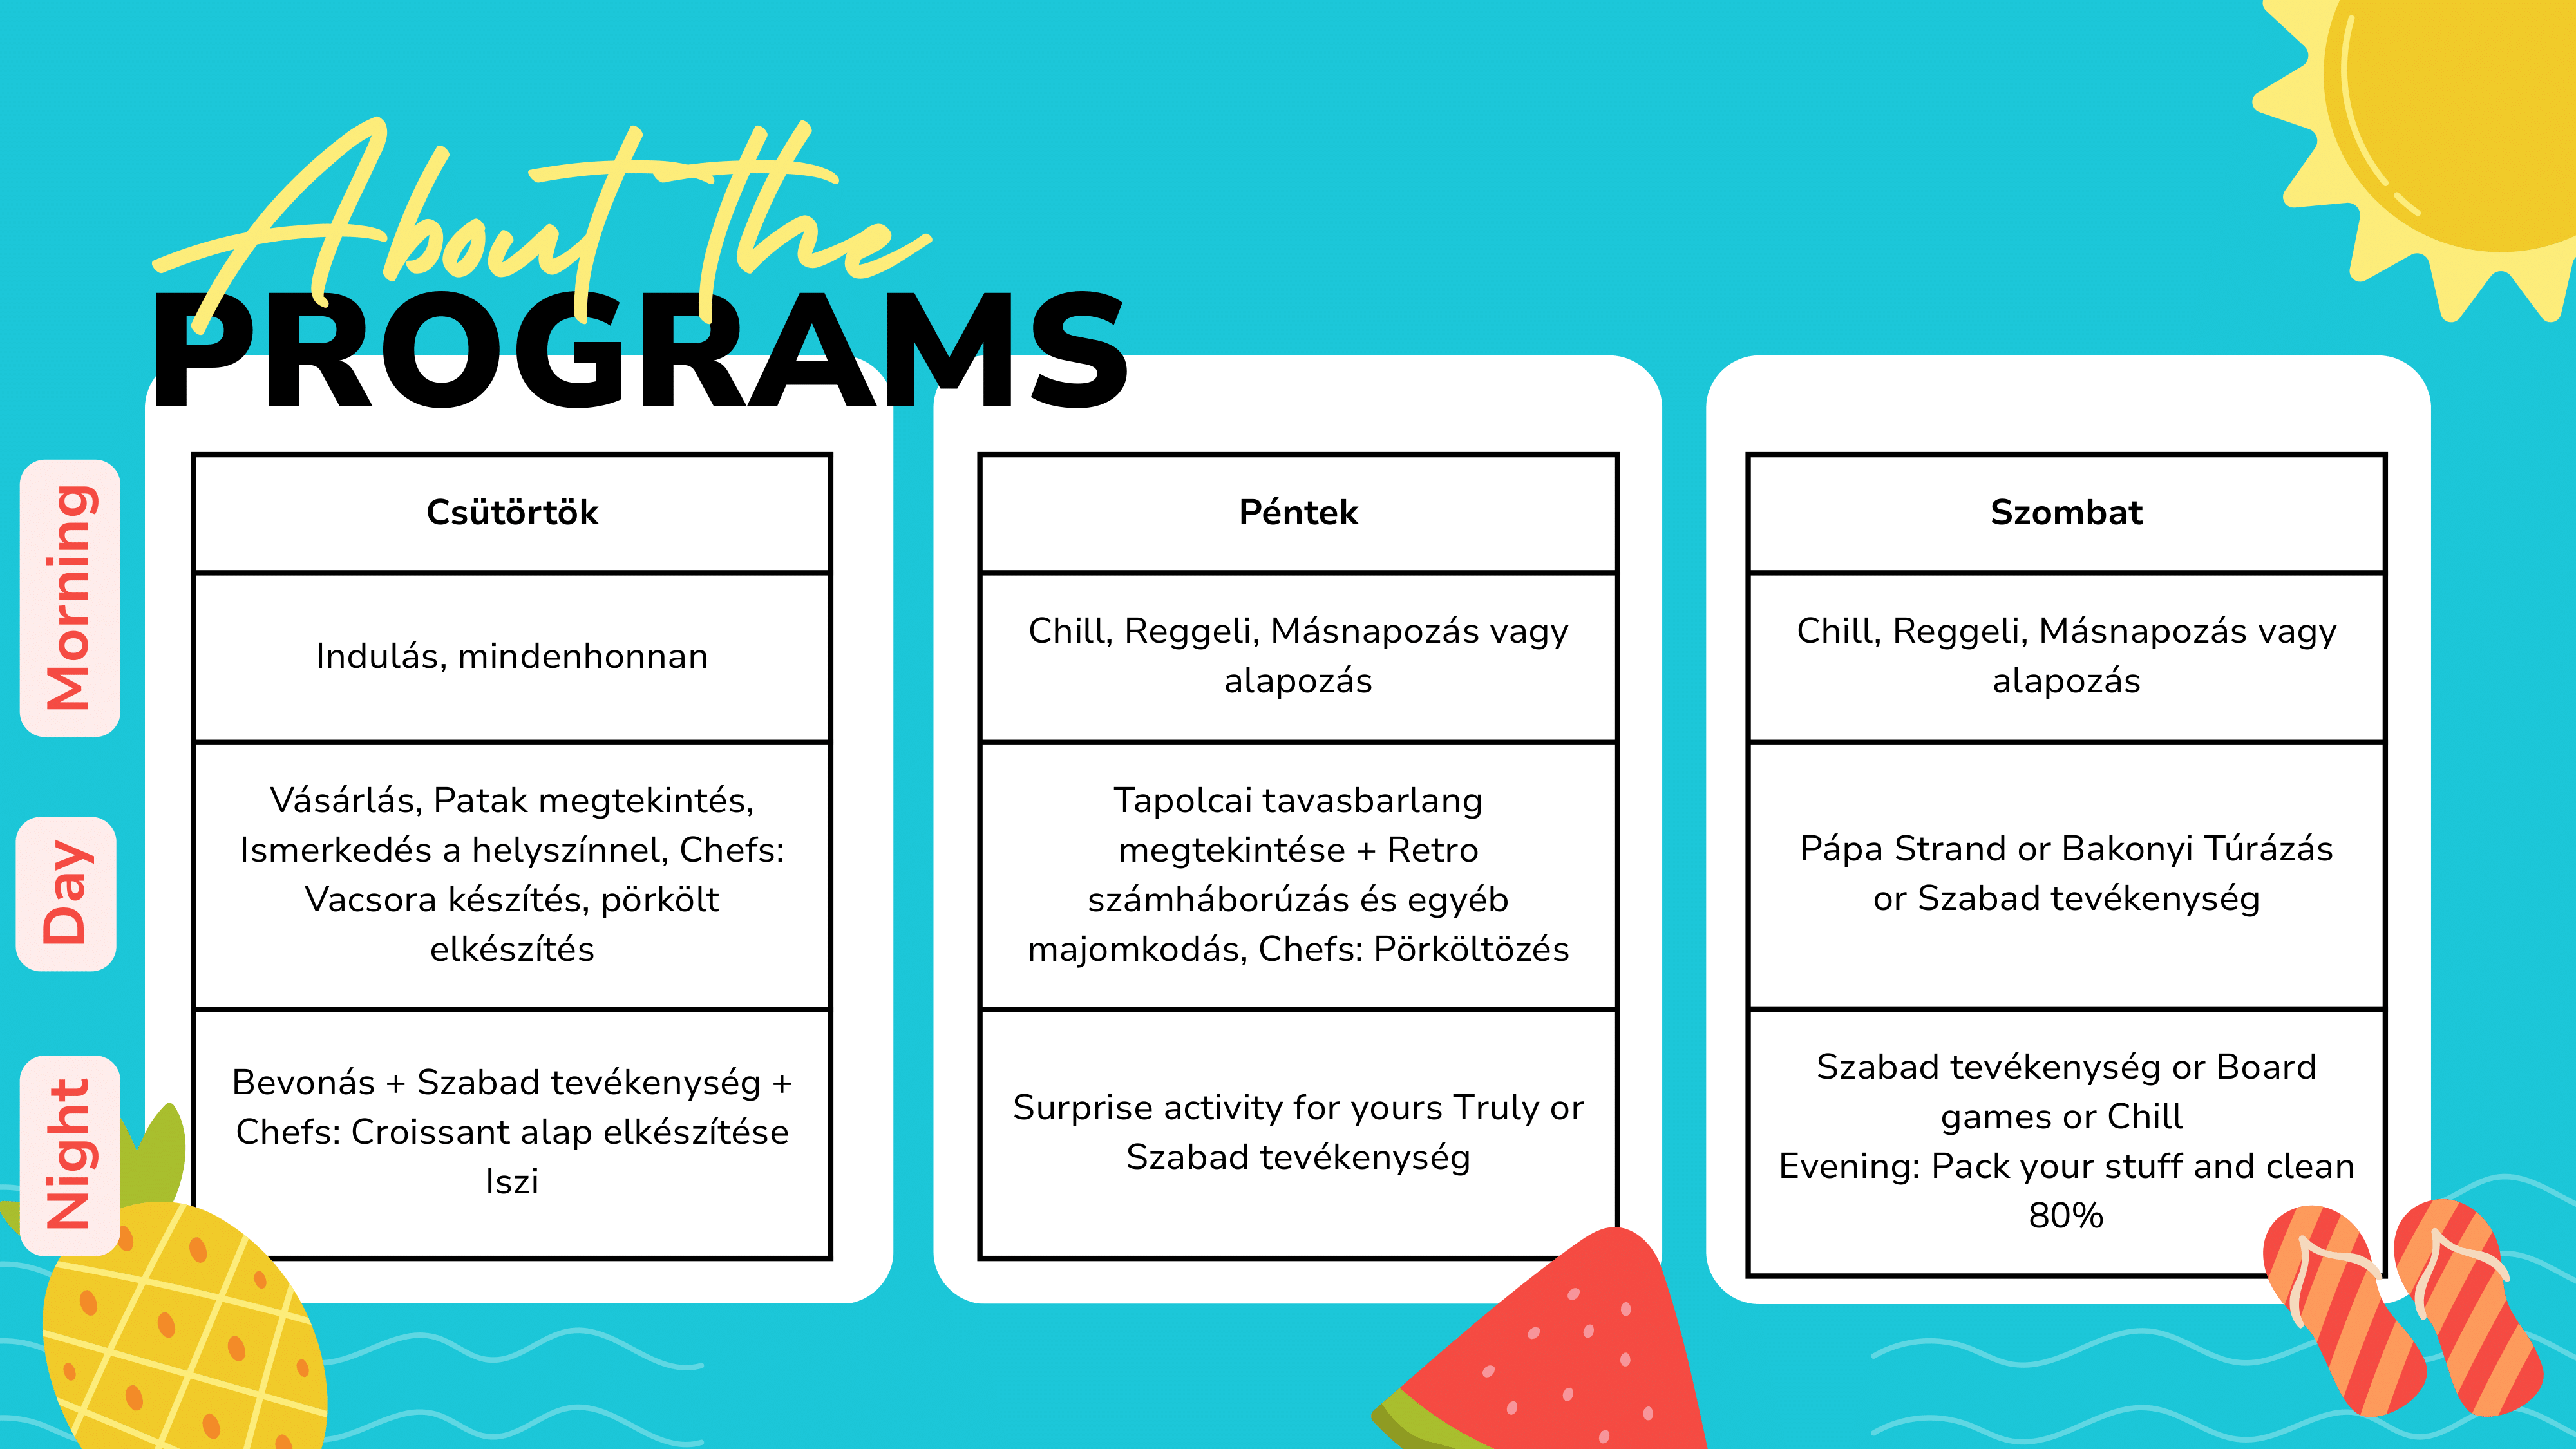 About the
PROGRAMS
Morning
Day
Night
Csütörtök
Indulás, mindenhonnan
Vásárlás, Patak megtekintés,
Ismerkedés a helyszínnel, Chefs:
Vacsora készítés, pörkölt
elkészítés
Bevonás + Szabad tevékenység +
Chefs: Croissant alap elkészítése
Iszi
Péntek
Chill, Reggeli, Másnapozás vagy
alapozás
Tapolcai tavasbarlang
megtekintése + Retro
számháborúzás és egyéb
majomkodás, Chefs: Pörköltözés
Surprise activity for yours Truly or
Szabad tevékenység
Szombat
Chill, Reggeli, Másnapozás vagy
alapozás
Pápa Strand or Bakonyi Túrázás
or Szabad tevékenység
Szabad tevékenység or Board
games or Chill
Evening: Pack your stuff and clean
80%